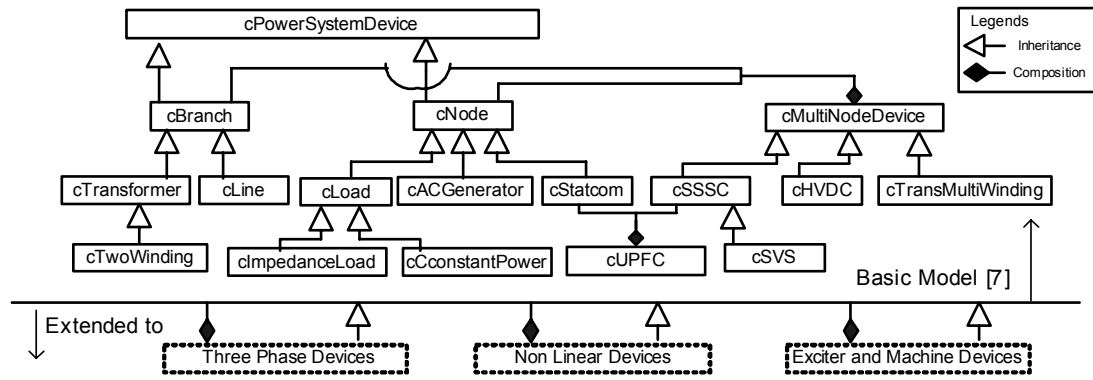 cPowerSystemDevice
Legends
Inheritance
Composition
cBranch
cNode
cMultiNodeDevice
cTransformer
cLine
cLoad
cACGenerator
cStatcom
cSSSC
cHVDC
cTransMultiWinding
cTwoWinding
cImpedanceLoad
cCconstantPower
cUPFC
cSVS
Basic Model [7]
Extended to
Three Phase Devices
Non Linear Devices
Exciter and Machine Devices